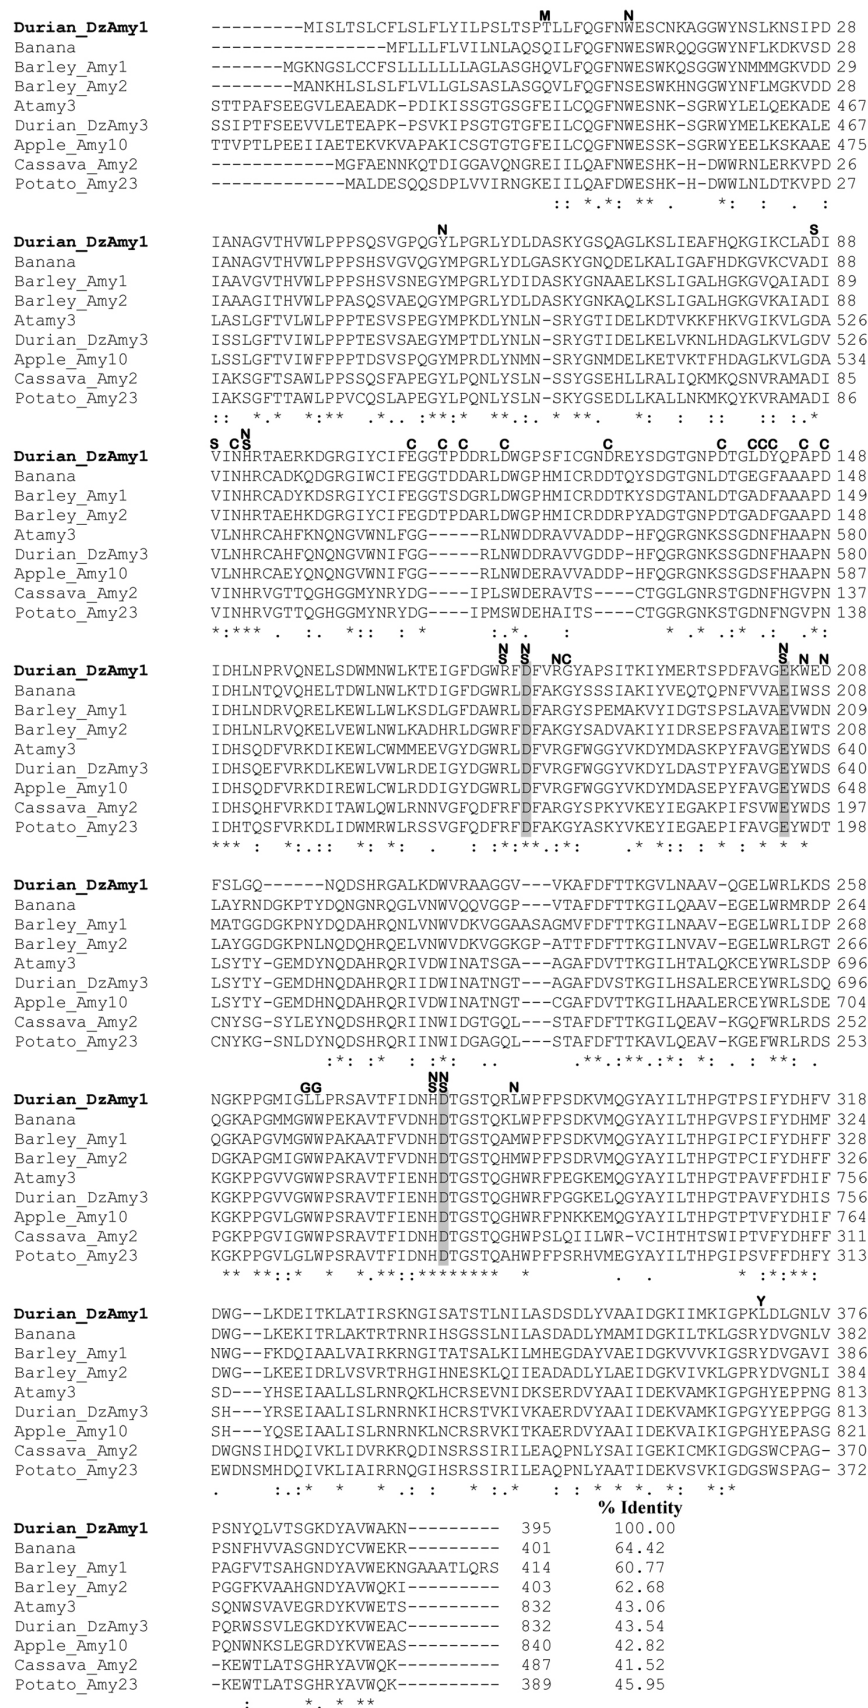 M N
Durian_DzAmy1 ---------MISLTSLCFLSLFLYILPSLTSPTLLFQGFNWESCNKAGGWYNSLKNSIPD 28
Banana -----------------MFLLLFLVILNLAQSQILFQGFNWESWRQQGGWYNFLKDKVSD 28
Barley_Amy1 -------MGKNGSLCCFSLLLLLLLAGLASGHQVLFQGFNWESWKQSGGWYNMMMGKVDD 29
Barley_Amy2 --------MANKHLSLSLFLVLLGLSASLASGQVLFQGFNSESWKHNGGWYNFLMGKVDD 28
Atamy3 STTPAFSEEGVLEAEADK-PDIKISSGTGSGFEILCQGFNWESNK-SGRWYLELQEKADE 467
Durian_DzAmy3 SSIPTFSEEVVLETEAPK-PSVKIPSGTGTGFEILCQGFNWESHK-SGRWYMELKEKALE 467
Apple_Amy10 TTVPTLPEEIIAETEKVKVAPAKICSGTGTGFEILCQGFNWESSK-SGRWYEELKSKAAE 475
Cassava_Amy2 ------------MGFAENNKQTDIGGAVQNGREIILQAFNWESHK-H-DWWRNLERKVPD 26
Potato_Amy23 -------------MALDESQQSDPLVVIRNGKEIILQAFDWESHK-H-DWWLNLDTKVPD 27
:: *.*:** . *: : . :
N S
Durian_DzAmy1 IANAGVTHVWLPPPSQSVGPQGYLPGRLYDLDASKYGSQAGLKSLIEAFHQKGIKCLADI 88
Banana IANAGVTHVWLPPPSHSVGVQGYMPGRLYDLGASKYGNQDELKALIGAFHDKGVKCVADI 88
Barley_Amy1 IAAVGVTHVWLPPPSHSVSNEGYMPGRLYDIDASKYGNAAELKSLIGALHGKGVQAIADI 89
Barley_Amy2 IAAAGITHVWLPPASQSVAEQGYMPGRLYDLDASKYGNKAQLKSLIGALHGKGVKAIADI 88
Atamy3 LASLGFTVLWLPPPTESVSPEGYMPKDLYNLN-SRYGTIDELKDTVKKFHKVGIKVLGDA 526
Durian_DzAmy3 ISSLGFTVIWLPPPTESVSAEGYMPTDLYNLN-SRYGTIDELKELVKNLHDAGLKVLGDV 526
Apple_Amy10 LSSLGFTVIWFPPPTDSVSPQGYMPRDLYNMN-SRYGNMDELKETVKTFHDAGLKVLGDA 534
Cassava_Amy2 IAKSGFTSAWLPPSSQSFAPEGYLPQNLYSLN-SSYGSEHLLRALIQKMKQSNVRAMADI 85
Potato_Amy23 IAKSGFTTAWLPPVCQSLAPEGYLPQNLYSLN-SKYGSEDLLKALLNKMKQYKVRAMADI 86
:: *.* *:** *.. :**:* **.:. * **. *: : :: :: :.*
S CN S C C C C C C CCC C C
Durian_DzAmy1 VINHRTAERKDGRGIYCIFEGGTPDDRLDWGPSFICGNDREYSDGTGNPDTGLDYQPAPD 148
Banana VINHRCADKQDGRGIWCIFEGGTDDDRLDWGPHMICRDDTQYSDGTGNLDTGEGFAAAPD 148
Barley_Amy1 VINHRCADYKDSRGIYCIFEGGTSDGRLDWGPHMICRDDTKYSDGTANLDTGADFAAAPD 149
Barley_Amy2 VINHRTAEHKDGRGIYCIFEGDTPDARLDWGPHMICRDDRPYADGTGNPDTGADFGAAPD 148
Atamy3 VLNHRCAHFKNQNGVWNLFGG-----RLNWDDRAVVADDP-HFQGRGNKSSGDNFHAAPN 580
Durian_DzAmy3 VLNHRCAHFQNQNGVWNIFGG-----RLNWDDRAVVGDDP-HFQGRGNKSSGDNFHAAPN 580
Apple_Amy10 VLNHRCAEYQNQNGVWNIFGG-----RLNWDERAVVADDP-HFQGRGNKSSGDSFHAAPN 587
Cassava_Amy2 VINHRVGTTQGHGGMYNRYDG----IPLSWDERAVTS----CTGGLGNRSTGDNFHGVPN 137
Potato_Amy23 VINHRVGTTQGHGGMYNRYDG----IPMSWDEHAITS----CTGGRGNKSTGDNFNGVPN 138
*:*** . :. *:: : * :.*. : * .* .:* .: .*:
N S N S NC N S N N
Durian_DzAmy1 IDHLNPRVQNELSDWMNWLKTEIGFDGWRFDFVRGYAPSITKIYMERTSPDFAVGEKWED 208
Banana IDHLNTQVQHELTDWLNWLKTDIGFDGWRLDFAKGYSSSIAKIYVEQTQPNFVVAEIWSS 208
Barley_Amy1 IDHLNDRVQRELKEWLLWLKSDLGFDAWRLDFARGYSPEMAKVYIDGTSPSLAVAEVWDN 209
Barley_Amy2 IDHLNLRVQKELVEWLNWLKADHRLDGWRFDFAKGYSADVAKIYIDRSEPSFAVAEIWTS 208
Atamy3 IDHSQDFVRKDIKEWLCWMMEEVGYDGWRLDFVRGFWGGYVKDYMDASKPYFAVGEYWDS 640
Durian_DzAmy3 IDHSQEFVRKDLKEWLVWLRDEIGYDGWRLDFVRGFWGGYVKDYLDASTPYFAVGEYWDS 640
Apple_Amy10 IDHSQDFVRKDIREWLCWLRDDIGYDGWRLDFVRGFWGGYVKDYMDASEPYFAVGEYWDS 648
Cassava_Amy2 IDHSQHFVRKDITAWLQWLRNNVGFQDFRFDFARGYSPKYVKEYIEGAKPIFSVWEYWDS 197
Potato_Amy23 IDHTQSFVRKDLIDWMRWLRSSVGFQDFRFDFAKGYASKYVKEYIEGAEPIFAVGEYWDT 198
*** : *:.:: *: *: . : :*:**.:*: .* *:: : * : * * *
Durian_DzAmy1 FSLGQ------NQDSHRGALKDWVRAAGGV---VKAFDFTTKGVLNAAV-QGELWRLKDS 258
Banana LAYRNDGKPTYDQNGNRQGLVNWVQQVGGP---VTAFDFTTKGILQAAV-EGELWRMRDP 264
Barley_Amy1 MATGGDGKPNYDQDAHRQNLVNWVDKVGGAASAGMVFDFTTKGILNAAV-EGELWRLIDP 268
Barley_Amy2 LAYGGDGKPNLNQDQHRQELVNWVDKVGGKGP-ATTFDFTTKGILNVAV-EGELWRLRGT 266
Atamy3 LSYTY-GEMDYNQDAHRQRIVDWINATSGA---AGAFDVTTKGILHTALQKCEYWRLSDP 696
Durian_DzAmy3 LSYTY-GEMDHNQDAHRQRIIDWINATNGT---AGAFDVSTKGILHSALERCEYWRLSDQ 696
Apple_Amy10 LSYTY-GEMDHNQDAHRQRIVDWINATNGT---CGAFDVTTKGILHAALERCEYWRLSDE 704
Cassava_Amy2 CNYSG-SYLEYNQDSHRQRIINWIDGTGQL---STAFDFTTKGILQEAV-KGQFWRLRDS 252
Potato_Amy23 CNYKG-SNLDYNQDSHRQRIINWIDGAGQL---STAFDFTTKAVLQEAV-KGEFWRLRDS 253
:*: :* : :*: .. .**.:**.:*: *: . : **: .
GG NN SS N
Durian_DzAmy1 NGKPPGMIGLLPRSAVTFIDNHDTGSTQRLWPFPSDKVMQGYAYILTHPGTPSIFYDHFV 318
Banana QGKAPGMMGWWPEKAVTFVDNHDTGSTQKLWPFPSDKVMQGYAYILTHPGVPSIFYDHMF 324
Barley_Amy1 QGKAPGVMGWWPAKAATFVDNHDTGSTQAMWPFPSDKVMQGYAYILTHPGIPSIFYDHFF 328
Barley_Amy2 DGKAPGMIGWWPAKAVTFVDNHDTGSTQHMWPFPSDRVMQGYAYILTHPGTPCIFYDHFF 326
Atamy3 KGKPPGVVGWWPSRAVTFIENHDTGSTQGHWRFPEGKEMQGYAYILTHPGTPAVFFDHIF 756
Durian_DzAmy3 KGKPPGVVGWWPSRAVTFIENHDTGSTQGHWRFPGGKELQGYAYILTHPGTPAVFYDHIS 756
Apple_Amy10 KGKPPGVLGWWPSRAVTFIENHDTGSTQGHWRFPNKKEMQGYAYILTHPGTPTVFYDHIF 764
Cassava_Amy2 PGKPPGVIGWWPSRAVTFIDNHDTGSTQGHWPSLQIILWR-VCIHTHTSWIPTVFYDHFF 311
Potato_Amy23 KGKPPGVLGLWPSRAVTFIDNHDTGSTQAHWPFPSRHVMEGYAYILTHPGIPSVFFDHFY 313
**.**::* * *.**::******** * . . * :*:**:
Y
Durian_DzAmy1 DWG--LKDEITKLATIRSKNGISATSTLNILASDSDLYVAAIDGKIIMKIGPKLDLGNLV 376
Banana DWG--LKEKITRLAKTRTRNRIHSGSSLNILASDADLYMAMIDGKILTKLGSRYDVGNLV 382
Barley_Amy1 NWG--FKDQIAALVAIRKRNGITATSALKILMHEGDAYVAEIDGKVVVKIGSRYDVGAVI 386
Barley_Amy2 DWG--LKEEIDRLVSVRTRHGIHNESKLQIIEADADLYLAEIDGKVIVKLGPRYDVGNLI 384
Atamy3 SD---YHSEIAALLSLRNRQKLHCRSEVNIDKSERDVYAAIIDEKVAMKIGPGHYEPPNG 813
Durian_DzAmy3 SH---YRSEIAALISLRNRNKIHCRSTVKIVKAERDVYAAIIDEKVAMKIGPGYYEPPGG 813
Apple_Amy10 SH---YQSEIAALISLRNRNKLNCRSRVKITKAERDVYAAIIDEKVAIKIGPGHYEPASG 821
Cassava_Amy2 DWGNSIHDQIVKLIDVRKRQDINSRSSIRILEAQPNLYSAIIGEKICMKIGDGSWCPAG- 370
Potato_Amy23 EWDNSMHDQIVKLIAIRRNQGIHSRSSIRILEAQPNLYAATIDEKVSVKIGDGSWSPAG- 372
. :.:* * * .: : * :.* : : * * *. *: *:*
% Identity
Durian_DzAmy1 PSNYQLVTSGKDYAVWAKN--------- 395 100.00
Banana PSNFHVVASGNDYCVWEKR--------- 401 64.42
Barley_Amy1 PAGFVTSAHGNDYAVWEKNGAAATLQRS 414 60.77
Barley_Amy2 PGGFKVAAHGNDYAVWQKI--------- 403 62.68
Atamy3 SQNWSVAVEGRDYKVWETS--------- 832 43.06
Durian_DzAmy3 PQRWSSVLEGRDYKVWEAC--------- 832 43.54
Apple_Amy10 PQNWNKSLEGRDYKVWEAS--------- 840 42.82
Cassava_Amy2 -KEWTLATSGHRYAVWQK---------- 487 41.52
Potato_Amy23 -KEWTLATSGHRYAVWQK---------- 389 45.95
: *. * **